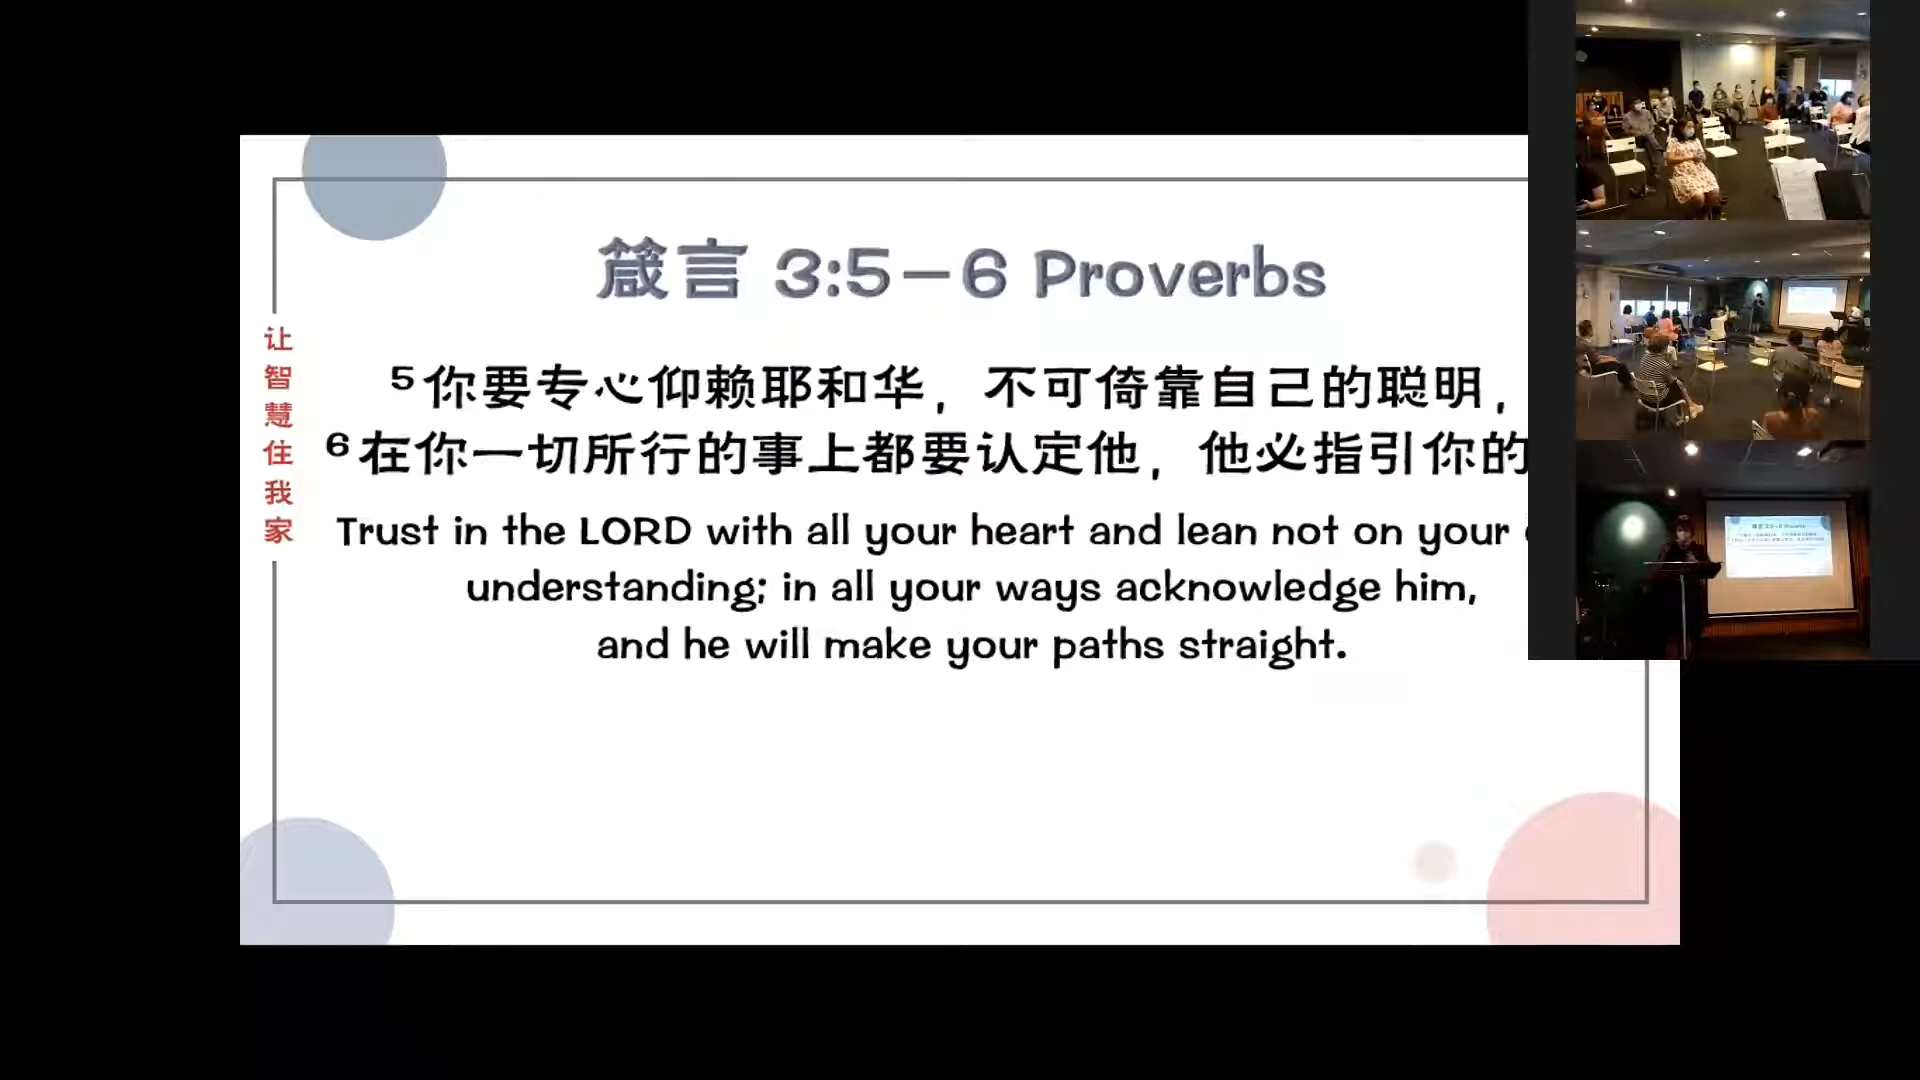 箴言 3:5–6 Proverbs
让智慧住我家
⁵你要专心仰赖耶和华，不可倚靠自己的聪明，
⁶在你一切所行的事上都要认定他，他必指引你的
Trust in the LORD with all your heart and lean not on your
understanding; in all your ways acknowledge him,
and he will make your paths straight.